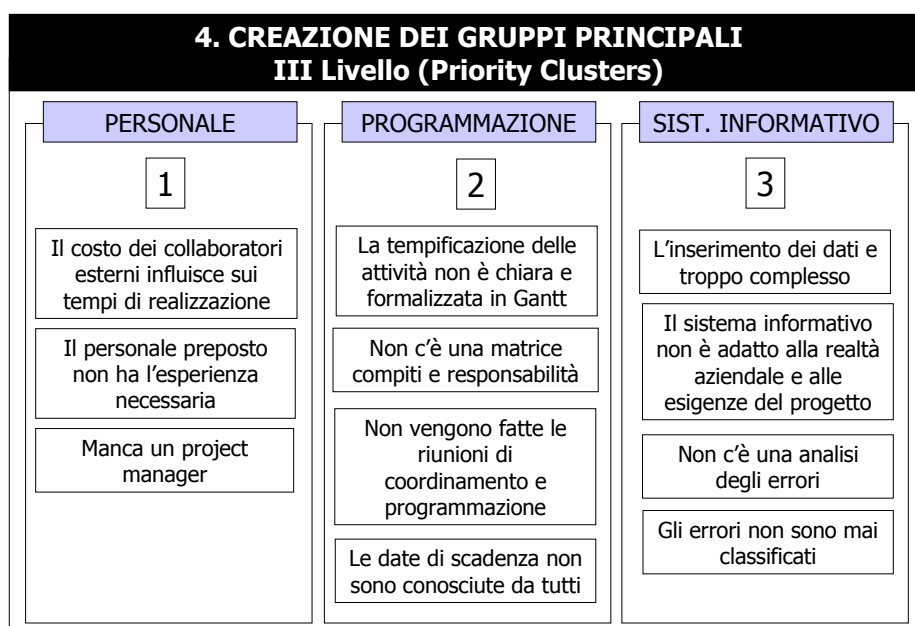 4. CREAZIONE DEI GRUPPI PRINCIPALI
III Livello (Priority Clusters)
PERSONALE
1
Il costo dei collaboratori
esterni influisce sui
tempi di realizzazione
Il personale preposto
non ha l’esperienza
necessaria
Manca un project
manager
PROGRAMMAZIONE
2
La tempificazione delle
attività non è chiara e
formalizzata in Gantt
Non c’è una matrice
compiti e responsabilità
Non vengono fatte le
riunioni di
coordinamento e
programmazione
Le date di scadenza non
sono conosciute da tutti
SIST. INFORMATIVO
3
L’inserimento dei dati e
troppo complesso
Il sistema informativo
non è adatto alla realtà
aziendale e alle
esigenze del progetto
Non c’è una analisi
degli errori
Gli errori non sono mai
classificati